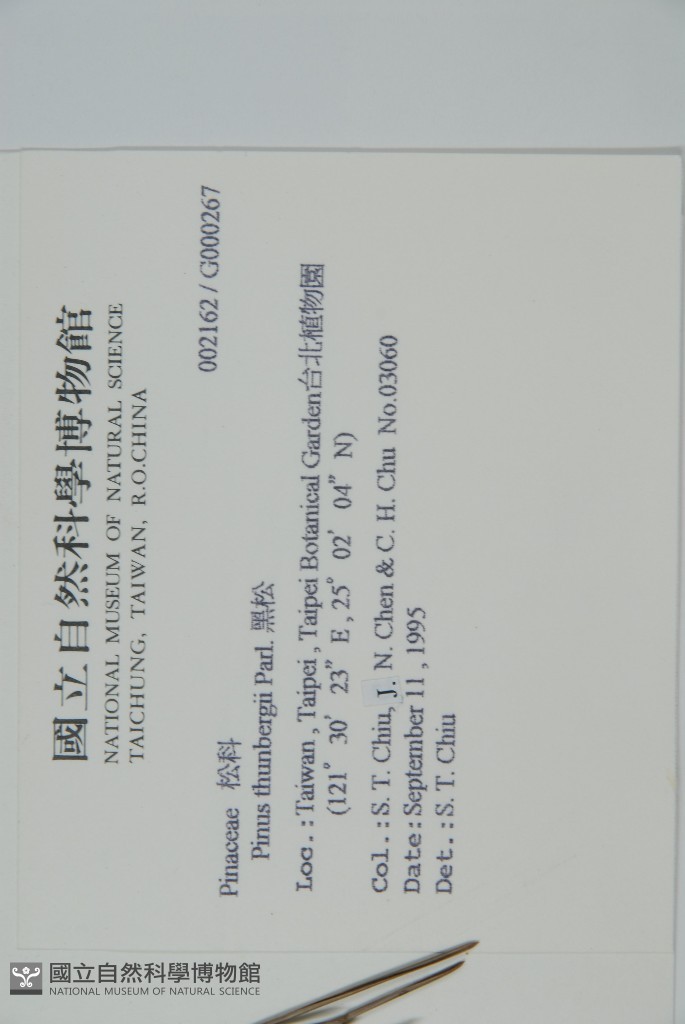 國立自然科學博物館
NATIONAL MUSEUM OF NATURAL SCIENCE
TAICHUNG, TAIWAN, R.O.CHINA
002162 / G000267
Pinaceae 松科
Pinus thunbergii Parl. 黑松
Loc.:Taiwan, Taipei, Taipei Botanical Garden台北植物園
(121° 30' 23" E, 25° 02' 04" N)
Col.:S. T. Chiu, J. N. Chen & C. H. Chu No.03060
Date:September 11, 1995
Det.:S. T. Chiu
國立自然科學博物館
NATIONAL MUSEUM OF NATURAL SCIENCE